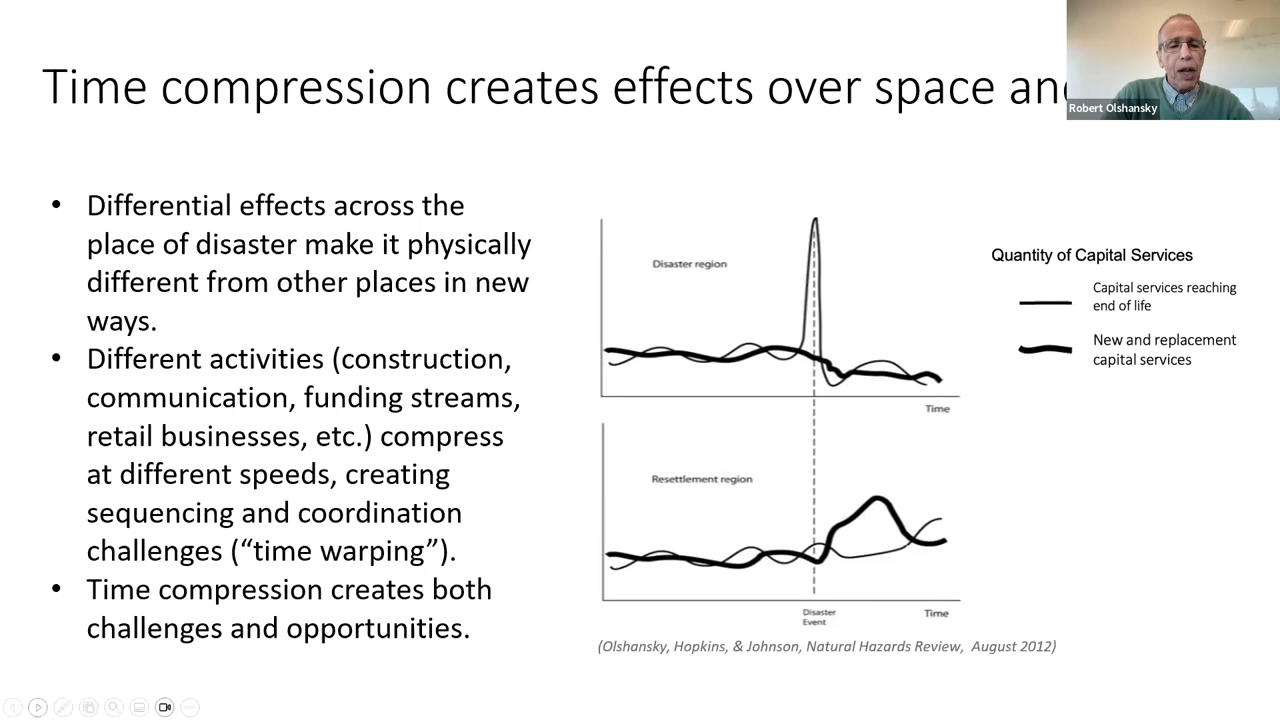 Time compression creates effects over space
Robert Olshansky
• Differential effects across the
place of disaster make it physically
different from other places in new
ways.
• Different activities (construction,
communication, funding streams,
retail businesses, etc.) compress
at different speeds, creating
sequencing and coordination
challenges (“time warping”).
• Time compression creates both
challenges and opportunities.
Disaster region
Time
Resettlement region
Disaster
Event
Time
Quantity of Capital Services
Capital services reaching
end of life
New and replacement
capital services
(Olshansky, Hopkins, & Johnson, Natural Hazards Review, August 2012)